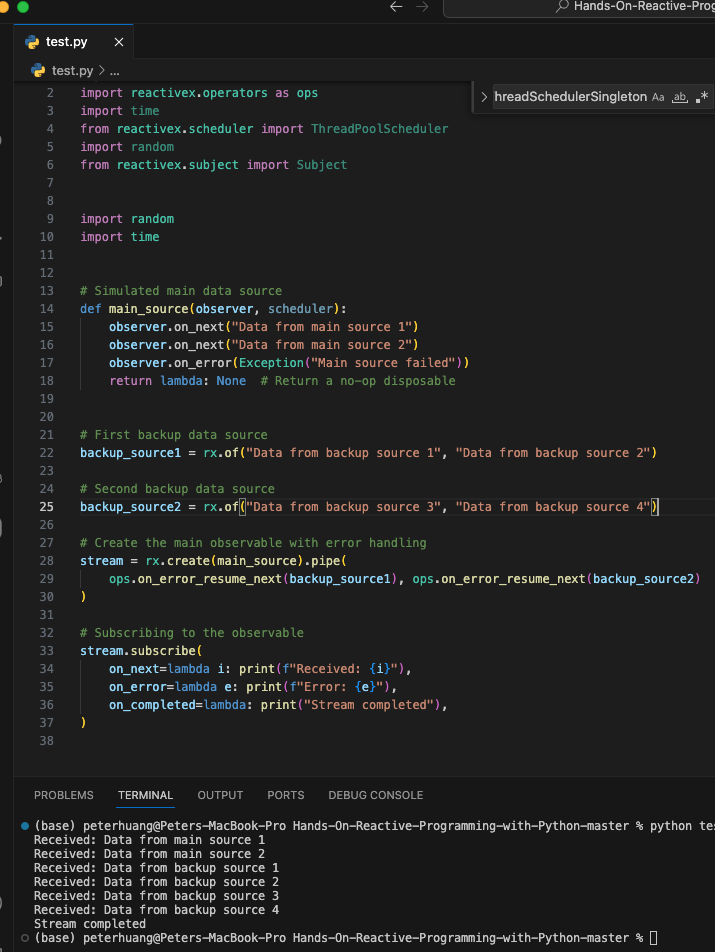 Hands-On-Reactive-Prog
test.py
test.py > ...
hreadSchedulerSingleton Aa ab .*
2 import reactivex.operators as ops
3 import time
4 from reactivex.scheduler import ThreadPoolScheduler
5 import random
6 from reactivex.subject import Subject
7
8
9 import random
10 import time
11
12
13 # Simulated main data source
14 def main_source(observer, scheduler):
15 observer.on_next("Data from main source 1")
16 observer.on_next("Data from main source 2")
17 observer.on_error(Exception("Main source failed"))
18 return lambda: None  # Return a no-op disposable
19
20
21 # First backup data source
22 backup_source1 = rx.of("Data from backup source 1", "Data from backup source 2")
23
24 # Second backup data source
25 backup_source2 = rx.of("Data from backup source 3", "Data from backup source 4")
26
27 # Create the main observable with error handling
28 stream = rx.create(main_source).pipe(
29 ops.on_error_resume_next(backup_source1), ops.on_error_resume_next(backup_source2)
30 )
31
32 # Subscribing to the observable
33 stream.subscribe(
34 on_next=lambda i: print(f"Received: {i}"),
35 on_error=lambda e: print(f"Error: {e}"),
36 on_completed=lambda: print("Stream completed"),
37 )
38
PROBLEMS TERMINAL OUTPUT PORTS DEBUG CONSOLE
(base) peterhuang@Peters-MacBook-Pro Hands-On-Reactive-Programming-with-Python-master % python tes
Received: Data from main source 1
Received: Data from main source 2
Received: Data from backup source 1
Received: Data from backup source 2
Received: Data from backup source 3
Received: Data from backup source 4
Stream completed
(base) peterhuang@Peters-MacBook-Pro Hands-On-Reactive-Programming-with-Python-master %